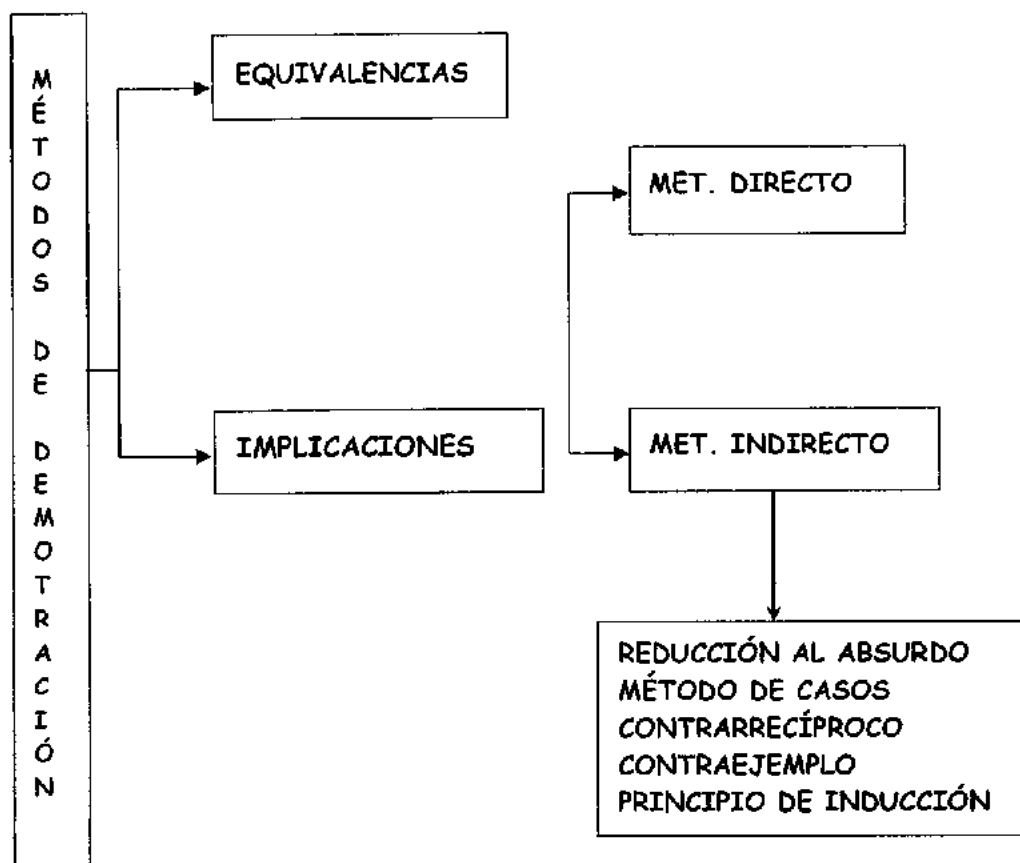 MÉTODOS DE DEMOTRACIÓN
EQUIVALENCIAS
MET. DIRECTO
IMPLICACIONES
MET. INDIRECTO
REDUCCIÓN AL ABSURDO
MÉTODO DE CASOS
CONTRARRECÍPROCO
CONTRAEJEMPLO
PRINCIPIO DE INDUCCIÓN